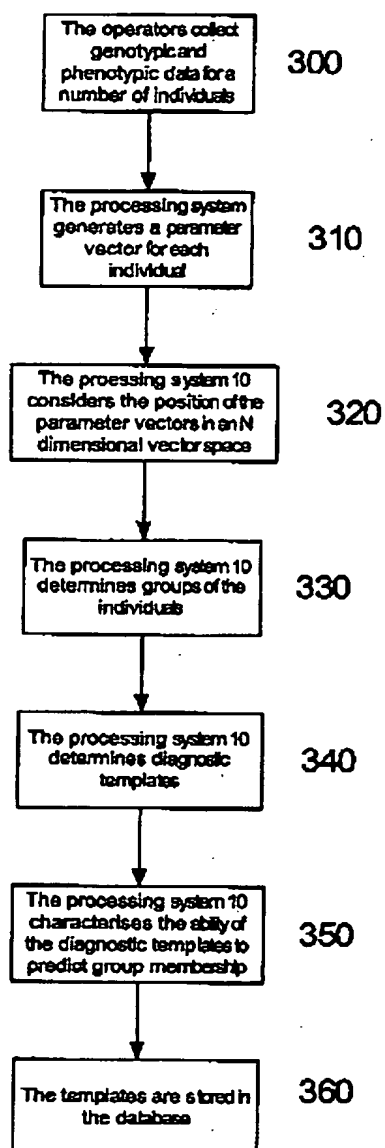 The operators collect
genotypic and
phenotypic data for a
number of individuals
300
The processing system
generates a parameter
vector for each
individual
310
The proessing system 10
considers the position of the
parameter vectors in an N
dimensional vector space
320
The processing system 10
determines groups of the
individuals
330
The processing system 10
determines diagnostic
templates
340
The processing system 10
characterises the ability of
the diagnostic templates to
predict group membership
350
The templates are stored in
the database
360